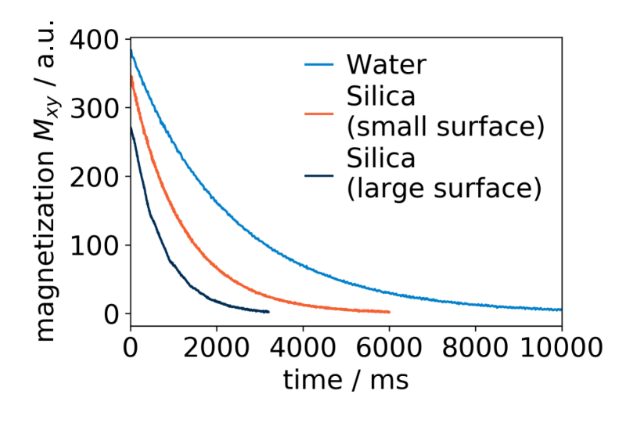 400
300
200
100
0
magnetization Mxy / a.u.
Water
Silica
(small surface)
Silica
(large surface)
0 2000 4000 6000 8000 10000
time / ms